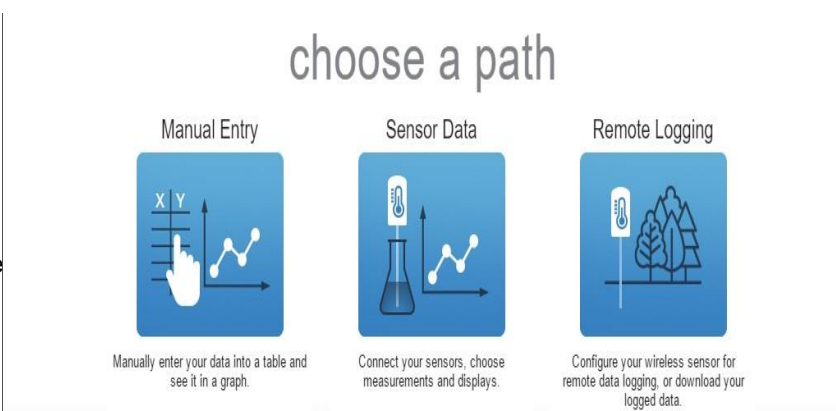 choose a path
Manual Entry
Sensor Data
Remote Logging
X Y
Manually enter your data into a table and
see it in a graph.
Connect your sensors, choose
measurements and displays.
Configure your wireless sensor for
remote data logging, or download your
logged data.
e